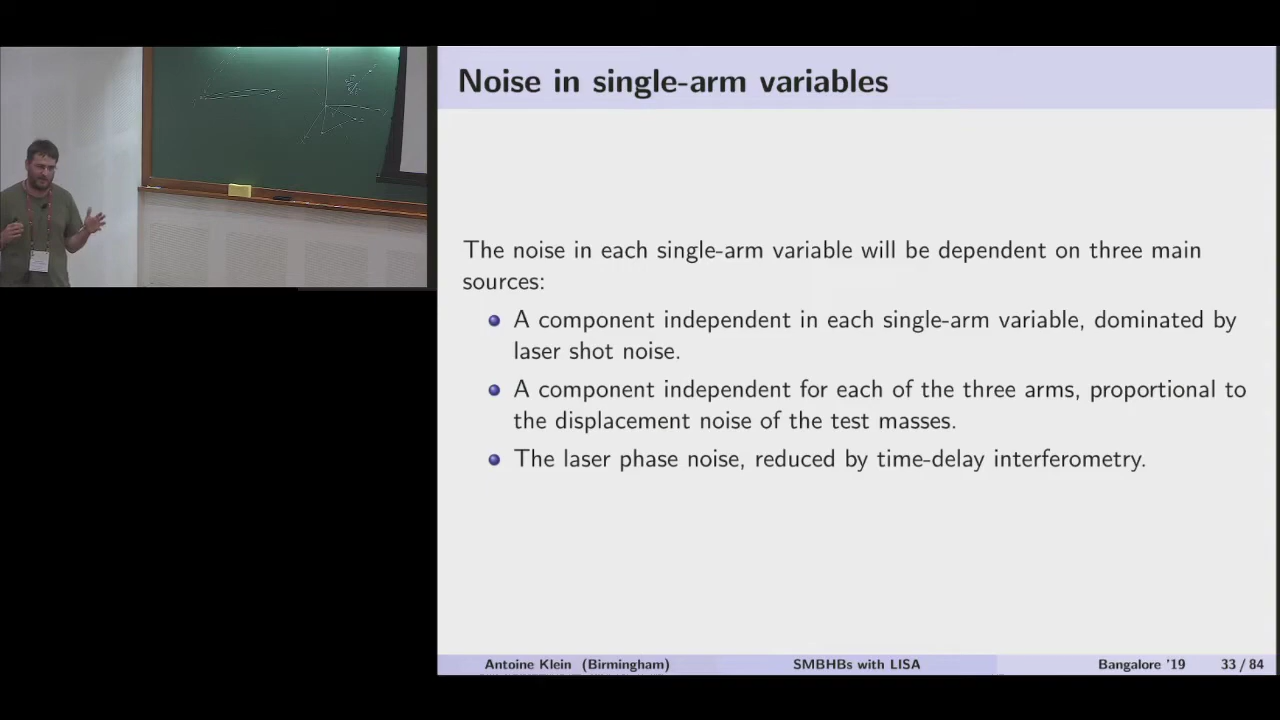 Noise in single-arm variables
The noise in each single-arm variable will be dependent on three main
sources:
A component independent in each single-arm variable, dominated by
laser shot noise.
A component independent for each of the three arms, proportional to
the displacement noise of the test masses.
The laser phase noise, reduced by time-delay interferometry.
Antoine Klein (Birmingham) SMBHBs with LISA Bangalore '19 33 / 84